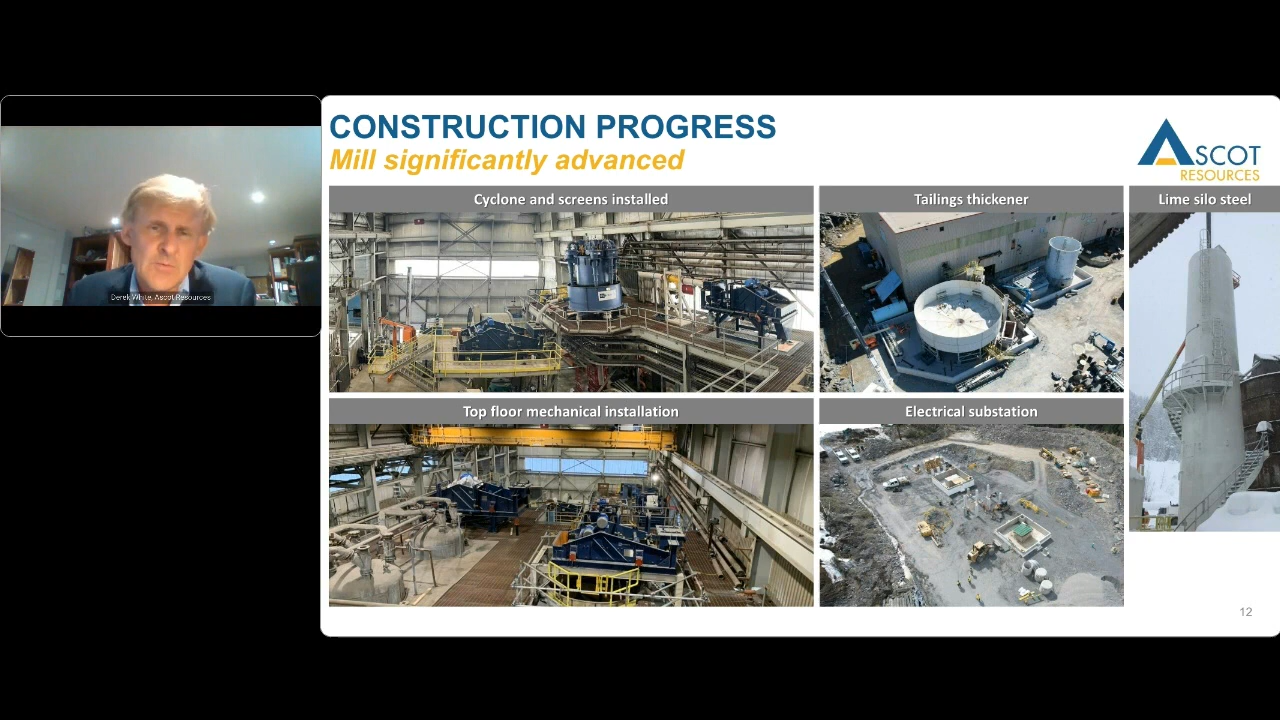 CONSTRUCTION PROGRESS
Mill significantly advanced
ASCOT
RESOURCES
Cyclone and screens installed
Tailings thickener
Lime silo steel
Derek White, Ascot Resources
Top floor mechanical installation
Electrical substation
12